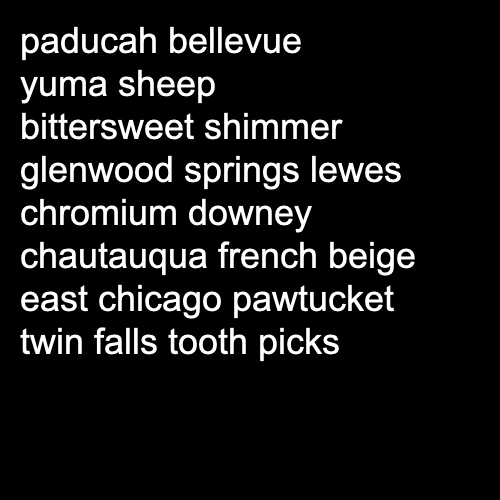 paducah bellevue
yuma sheep
bittersweet shimmer
glenwood springs lewes
chromium downey
chautauqua french beige
east chicago pawtucket
twin falls tooth picks